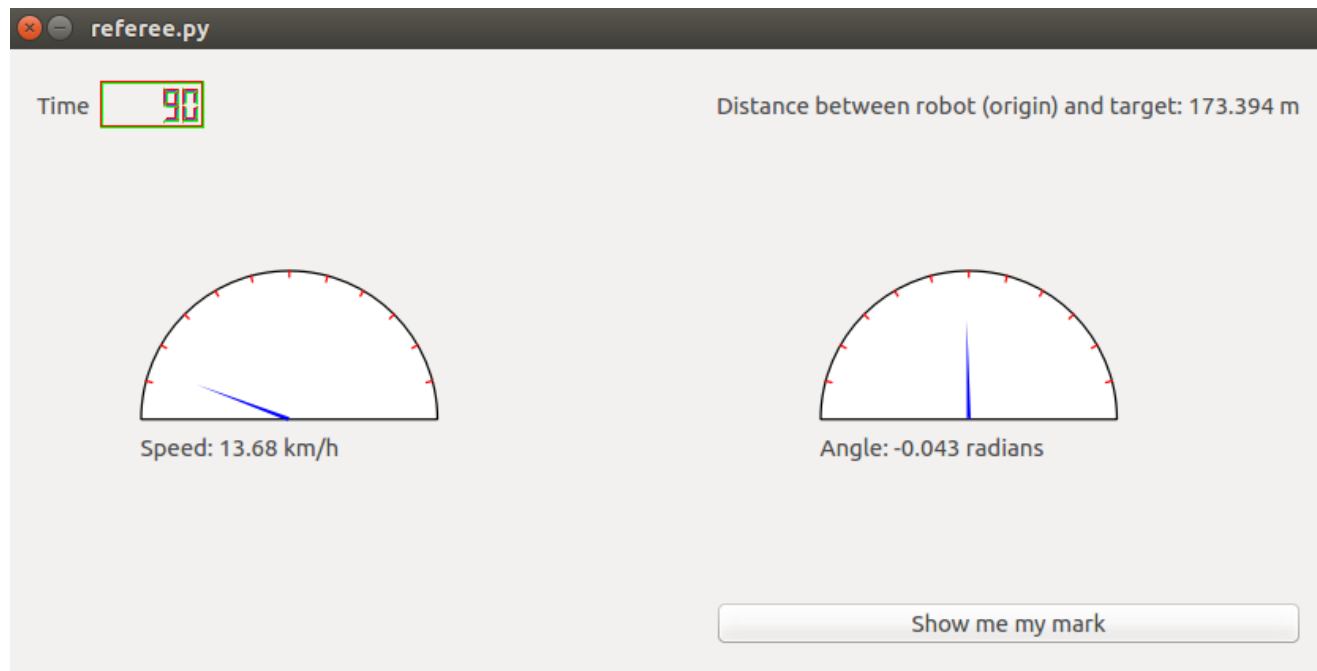 referee.py
Time 90
Distance between robot (origin) and target: 173.394 m
Speed: 13.68 km/h
Angle: -0.043 radians
Show me my mark